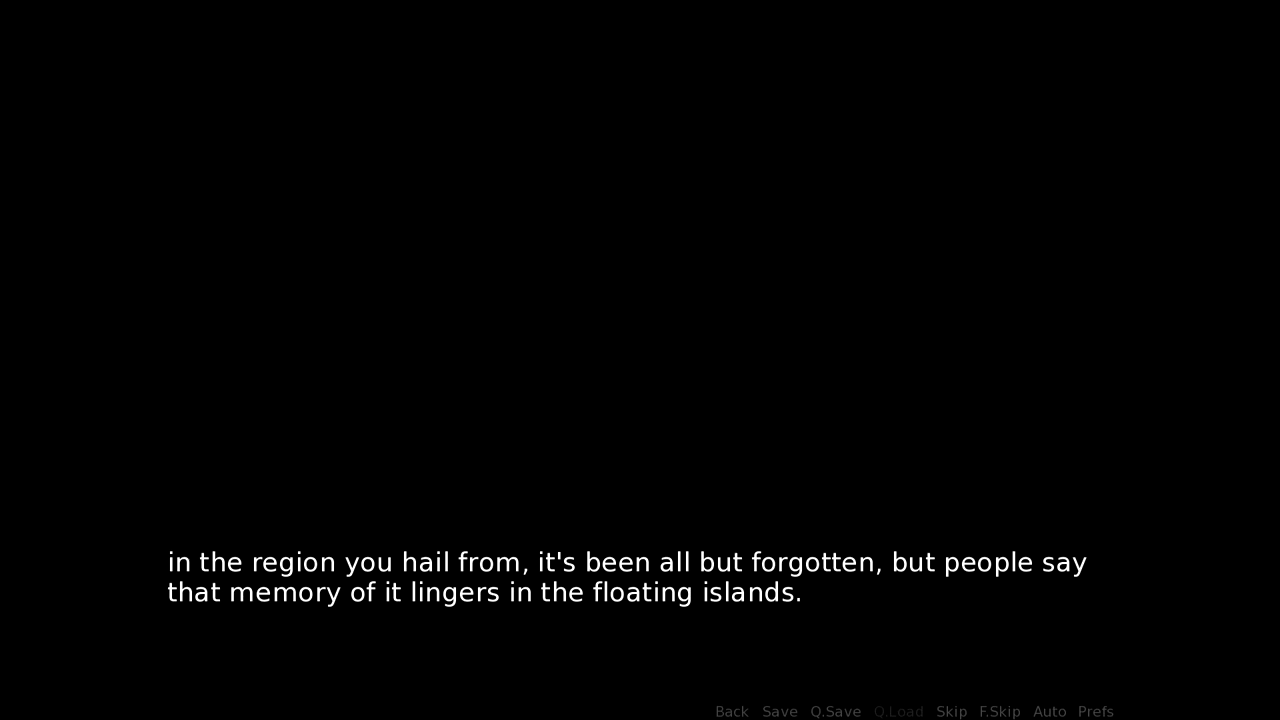 in the region you hail from, it's been all but forgotten, but people say
that memory of it lingers in the floating islands.
Back Save Q.Save Q.Load Skip F.Skip Auto Prefs